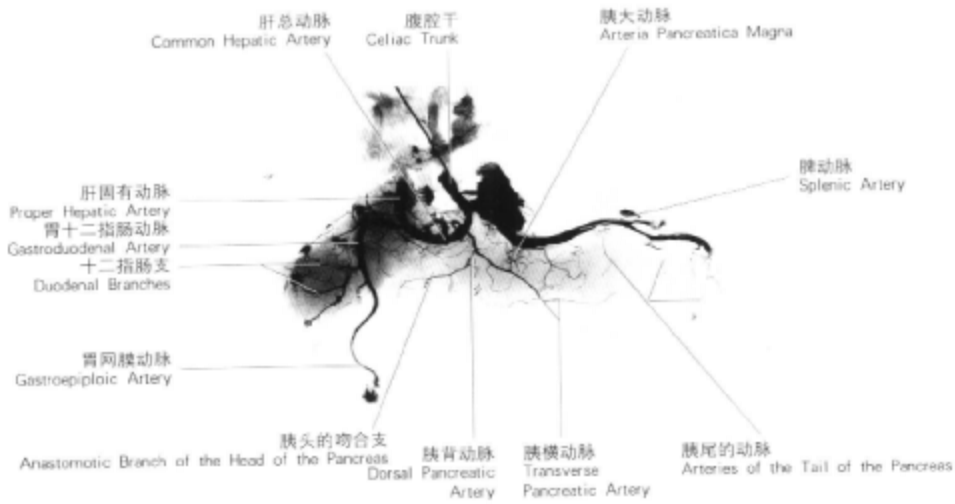 肝总动脉
Common Hepatic Artery
腹腔干
Celiac Trunk
胰大动脉
Arteria Pancreatica Magna
脾动脉
Splenic Artery
肝固有动脉
Proper Hepatic Artery
胃十二指肠动脉
Gastroduodenal Artery
十二指肠支
Duodenal Branches
胃网膜动脉
Gastroepiploic Artery
胰头的吻合支
Anastomotic Branch of the Head of the Pancreas
胰背动脉
Dorsal Pancreatic
Artery
胰横动脉
Transverse
Pancreatic Artery
胰尾的动脉
Arteries of the Tail of the Pancreas